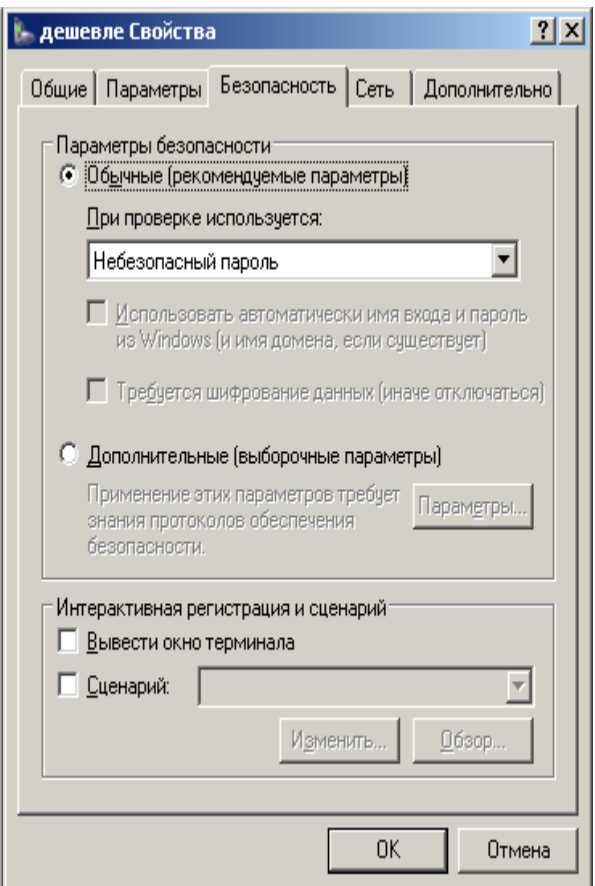 дешевле Свойства
Общие
Параметры
Безопасность
Сеть
Дополнительно
Параметры безопасности
Обычные (рекомендуемые параметры)
При проверке используется:
Небезопасный пароль
Использовать автоматически имя входа и пароль
из Windows (и имя домена, если существует)
Требуется шифрование данных (иначе отключаться)
Дополнительные (выборочные параметры)
Применение этих параметров требует
знания протоколов обеспечения
безопасности.
Параметры...
Интерактивная регистрация и сценарий
Вывести окно терминала
Сценарий:
Изменить...
Обзор...
OK
Отмена